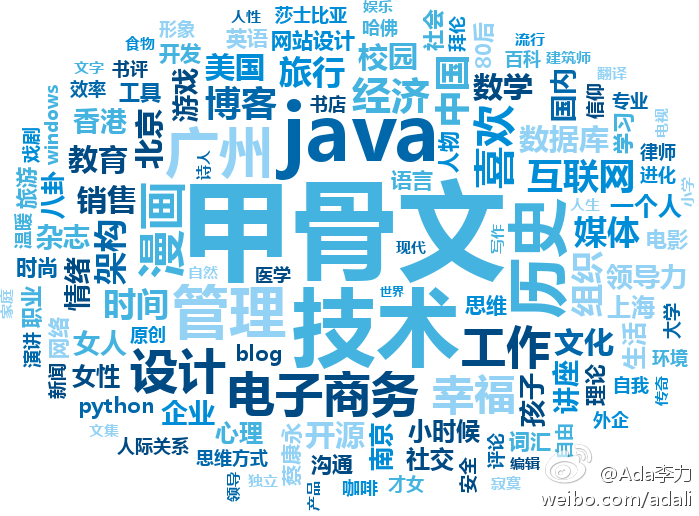 人性
莎士比亚
娱乐
哈佛
社会
拜伦
80后
流行
建筑师
食物
形象
开发
英语
网站设计
校园
中国
百科
翻译
文字
书评
美国
旅行
经济
数学
国内
信仰
专业
效率
工具
游戏
博客
书店
java
人物
喜欢
数据库
学习
电视
windows
香港
北京
广州
诗人
语言
互联网
律师
进化
小学
戏剧
旅游
八卦
教育
甲骨文
历史
人生
一个人
温暖
杂志
销售
漫画
写作
媒体
电影
时尚
情绪
架构
自然
医学
现代
组织
领导力
家庭
职业
时间
管理
世界
技术
思维
上海
大学
演讲
网络
女人
原创
blog
工作
文化
生活
环境
新闻
女性
设计
电子商务
幸福
孩子
讲座
理论
自我
传奇
python
企业
外企
文集
心理
蔡康永
开源
南京
小时候
词汇
自由
人际关系
思维方式
沟通
社交
安全
评论
编辑
领导
独立
产品
才女
寂寞
@Ada李力
weibo.com/adali